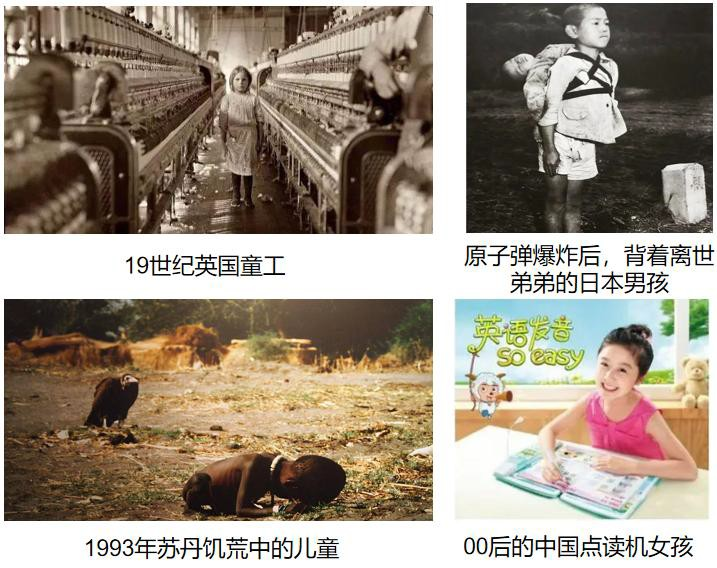 19世纪英国童工
原子弹爆炸后，背着离世
弟弟的日本男孩
英语发音
so easy
1993年苏丹饥荒中的儿童
00后的中国点读机女孩